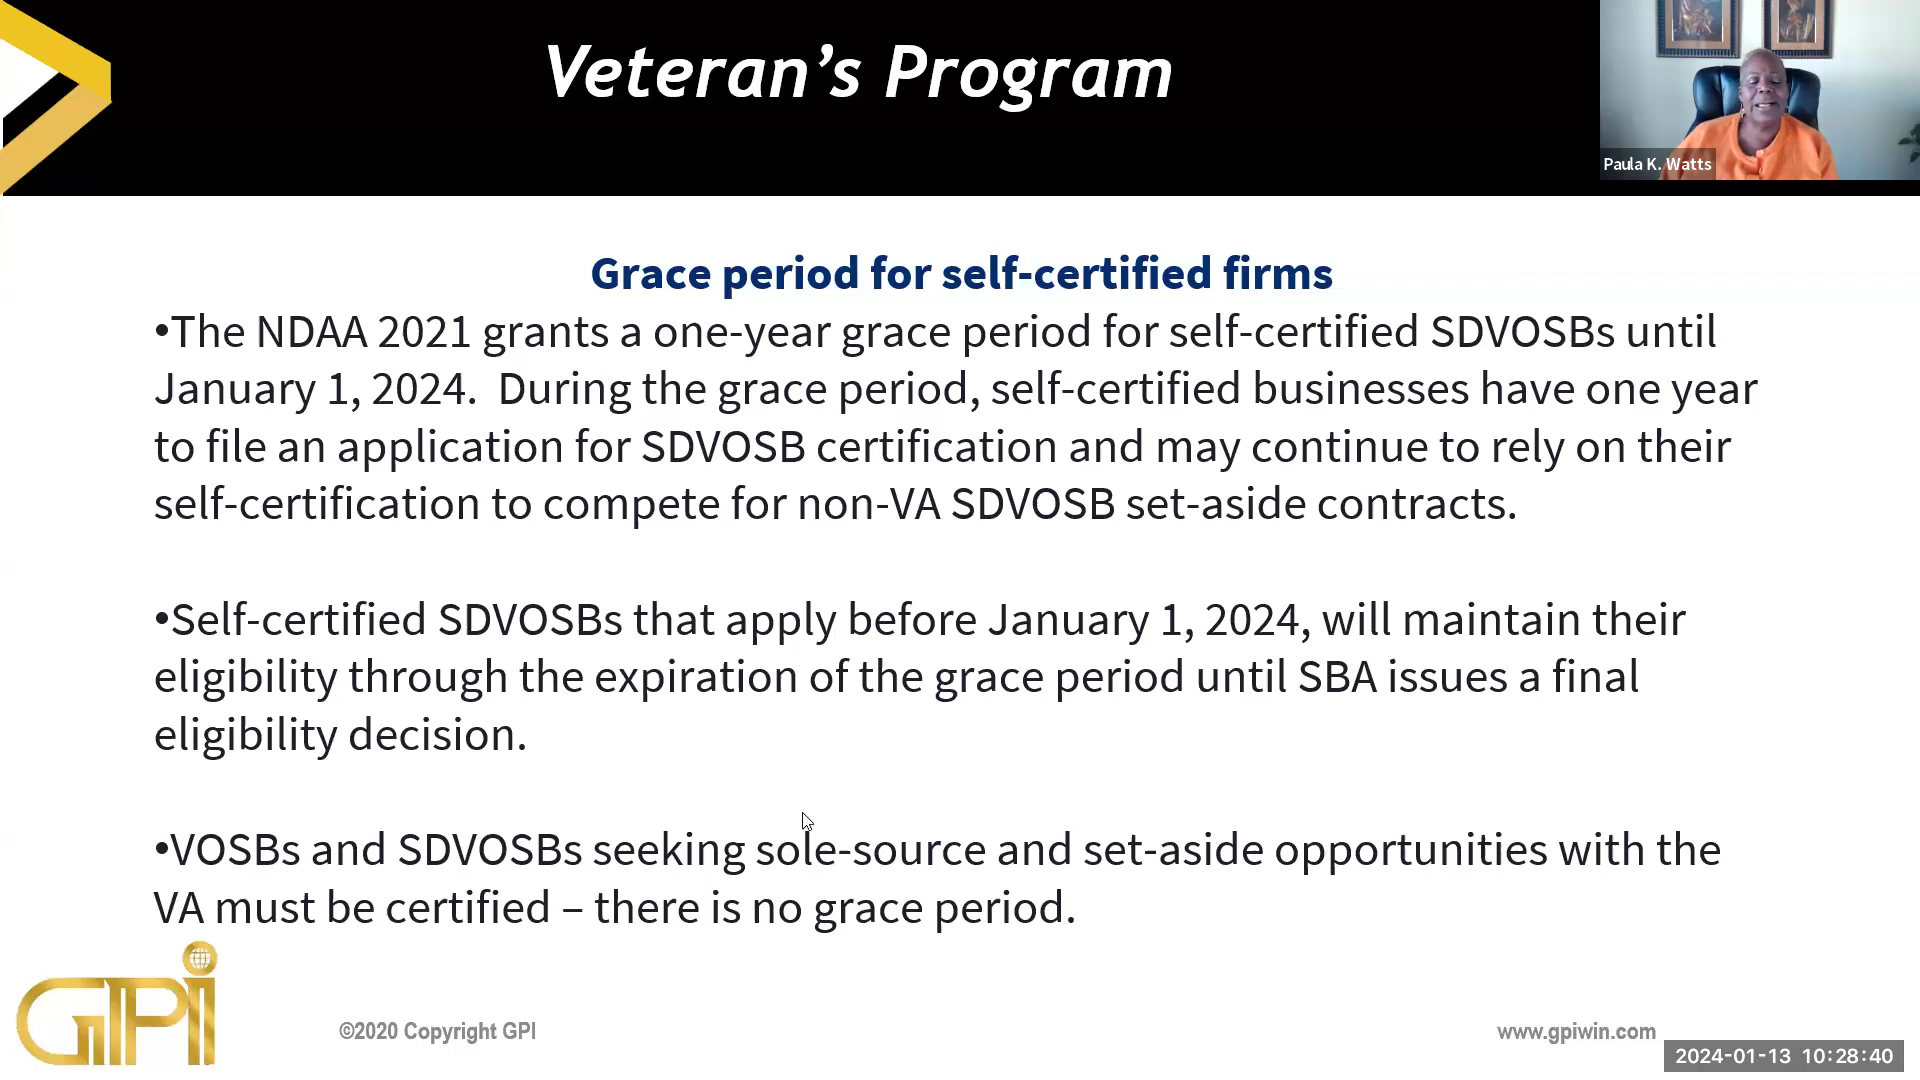 Veteran’s Program
Paula K. Watts
Grace period for self-certified firms
•The NDAA 2021 grants a one-year grace period for self-certified SDVOSBs until
January 1, 2024.  During the grace period, self-certified businesses have one year
to file an application for SDVOSB certification and may continue to rely on their
self-certification to compete for non-VA SDVOSB set-aside contracts.
•Self-certified SDVOSBs that apply before January 1, 2024, will maintain their
eligibility through the expiration of the grace period until SBA issues a final
eligibility decision.
•VOSBs and SDVOSBs seeking sole-source and set-aside opportunities with the
VA must be certified – there is no grace period.
GPi
©2020 Copyright GPI
www.gpiwin.com
2024-01-13 10:28:40